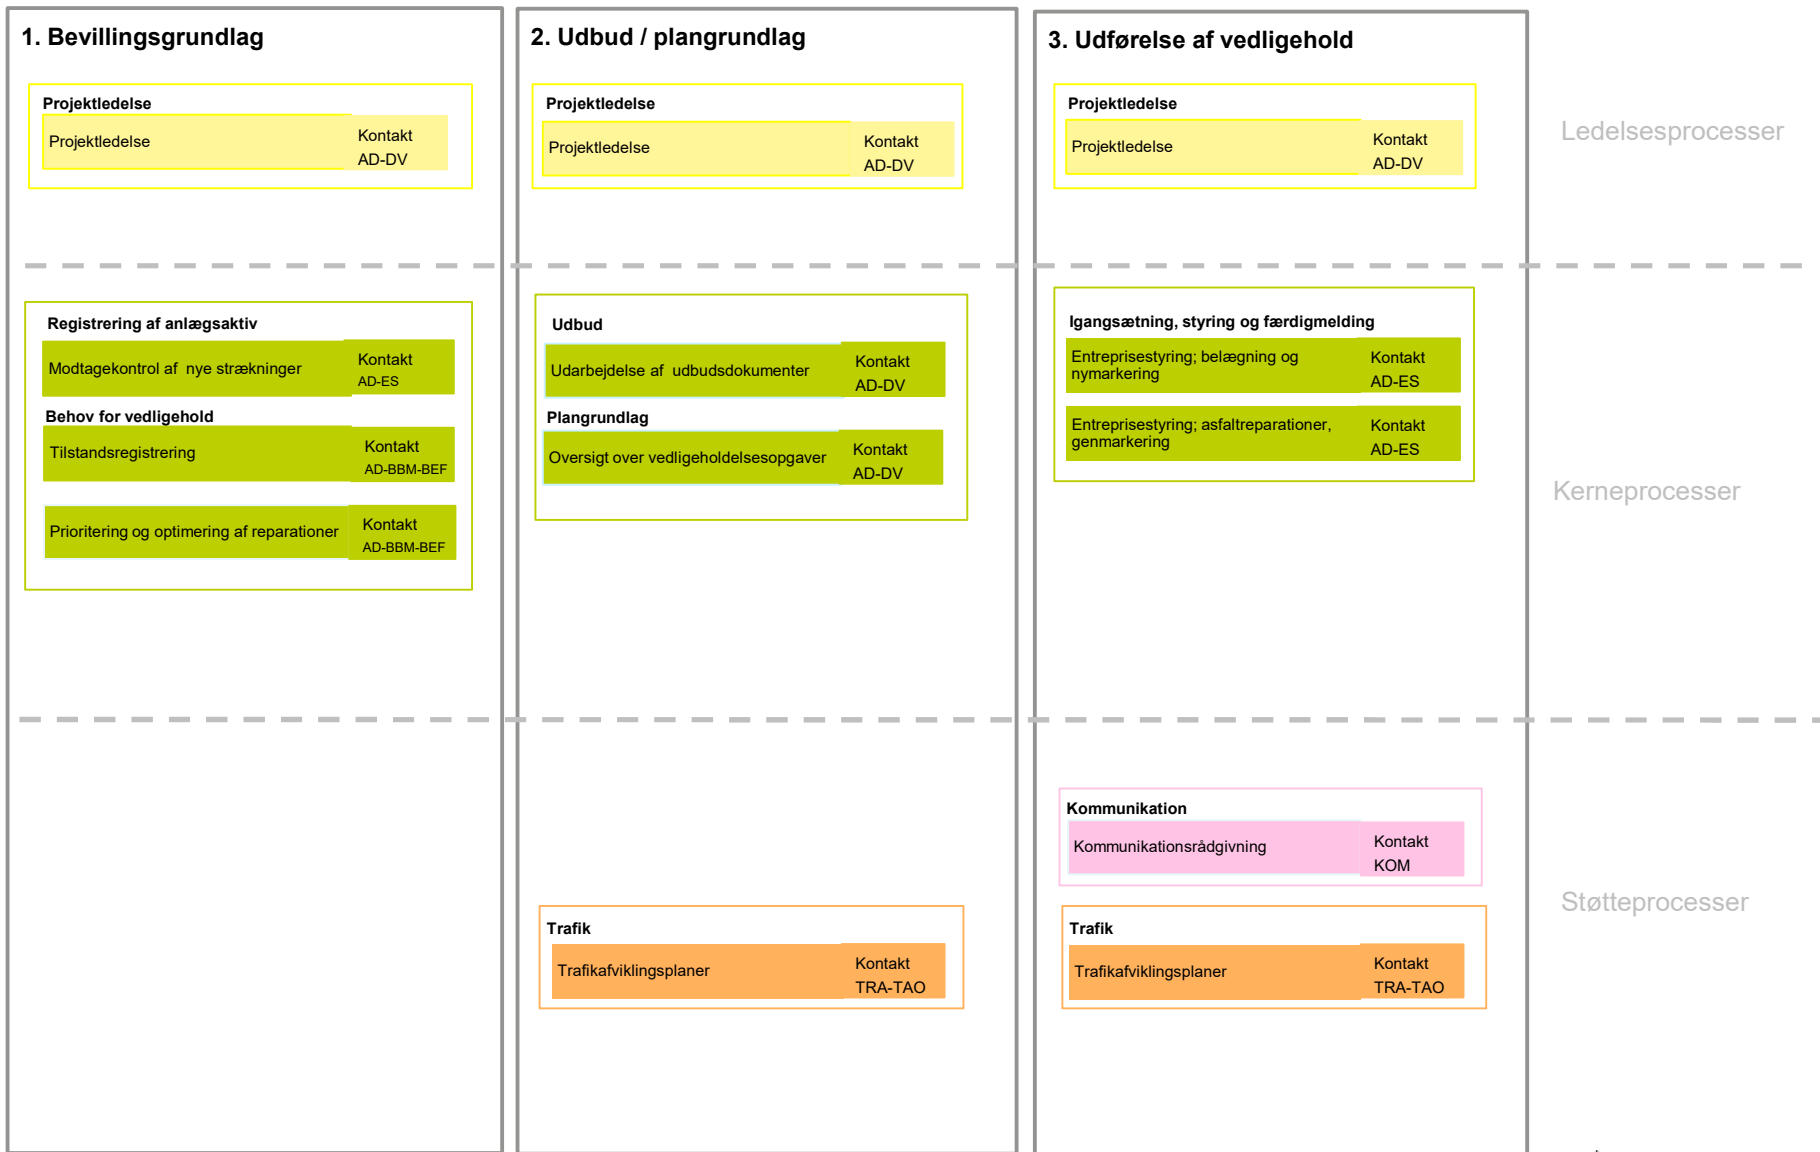 1. Bevillingsgrundlag
Projektledelse
Projektledelse
Kontakt
AD-DV
Registrering af anlægsaktiv
Modtagekontrol af  nye strækninger
Kontakt
AD-ES
Behov for vedligehold
Tilstandsregistrering
Kontakt
AD-BBM-BEF
Prioritering og optimering af reparationer
Kontakt
AD-BBM-BEF
2. Udbud / plangrundlag
Projektledelse
Projektledelse
Kontakt
AD-DV
Udbud
Udarbejdelse af  udbudsdokumenter
Kontakt
AD-DV
Plangrundlag
Oversigt over vedligeholdelsesopgaver
Kontakt
AD-DV
Trafik
Trafikafviklingsplaner
Kontakt
TRA-TAO
3. Udførelse af vedligehold
Projektledelse
Projektledelse
Kontakt
AD-DV
Igangsætning, styring og færdigmelding
Entreprisestyring; belægning og
nymarkering
Kontakt
AD-ES
Entreprisestyring; asfaltreparationer,
genmarkering
Kontakt
AD-ES
Kommunikation
Kommunikationsrådgivning
Kontakt
KOM
Trafik
Trafikafviklingsplaner
Kontakt
TRA-TAO
Ledelsesprocesser
Kerneprocesser
Støtteprocesser